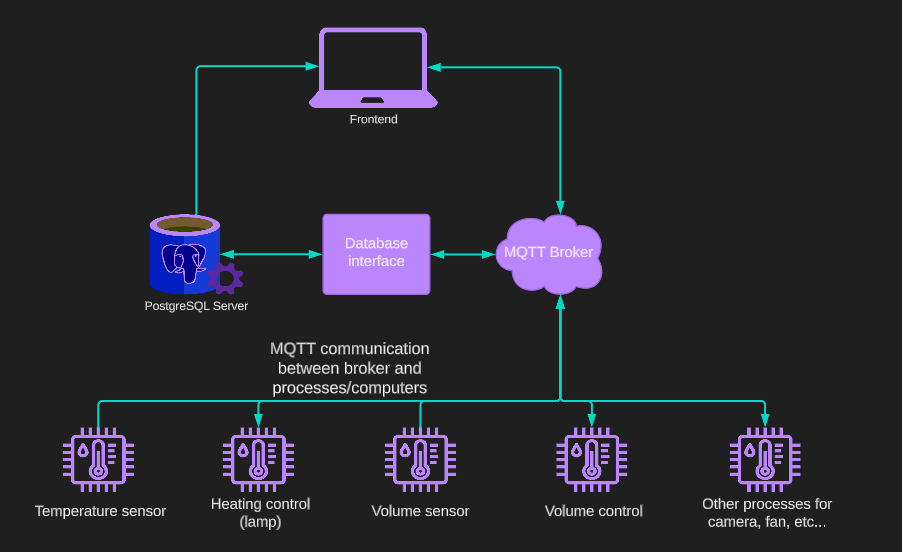 Frontend
Database
interface
MQTT Broker
PostgreSQL Server
MQTT communication
between broker and
processes/computers
Temperature sensor
Heating control
(lamp)
Volume sensor
Volume control
Other processes for
camera, fan, etc...